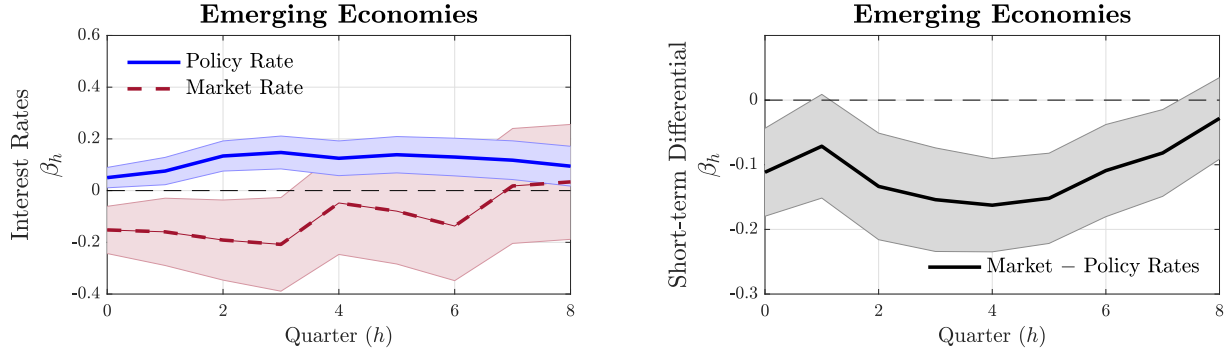 Emerging Economies
Interest Rates
β_h
0.6
0.4
0.2
0
-0.2
-0.4
Policy Rate
Market Rate
0 2 4 6 8
Quarter (h)
Emerging Economies
Short-term Differential
β_h
0
-0.1
-0.2
-0.3
Market − Policy Rates
0 2 4 6 8
Quarter (h)